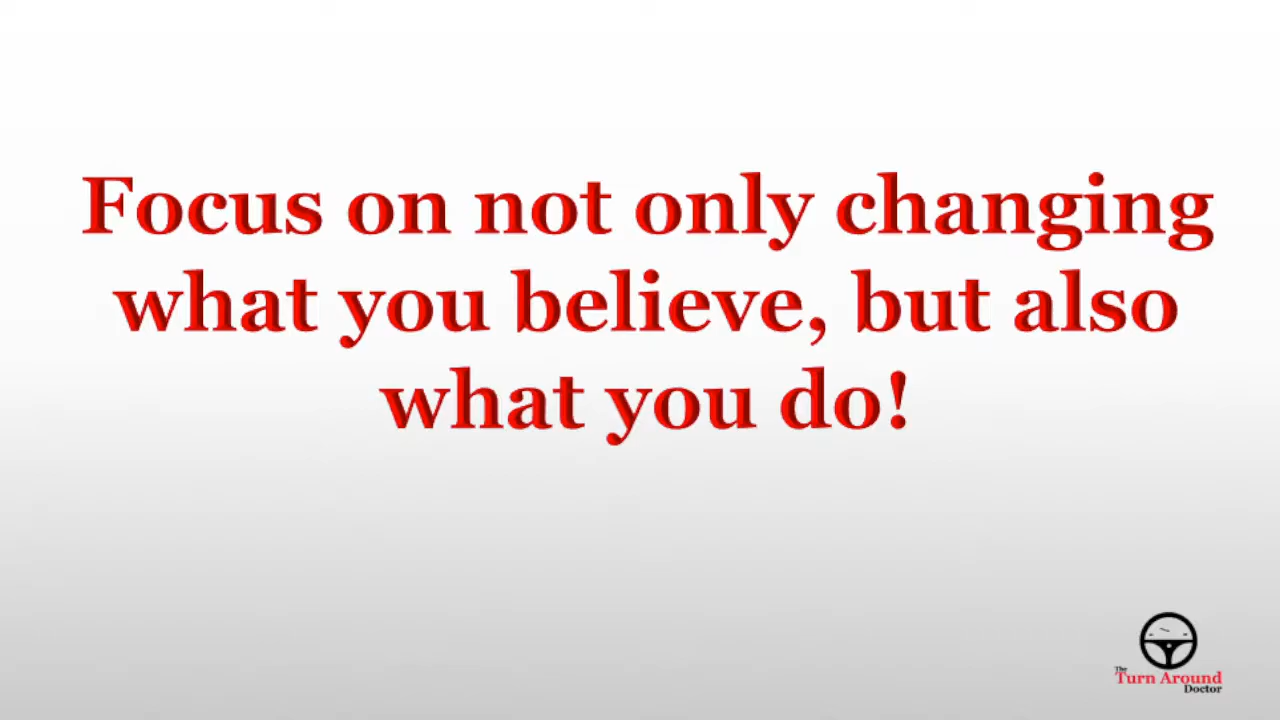 Focus on not only changing
what you believe, but also
what you do!
The
Turn Around
Doctor